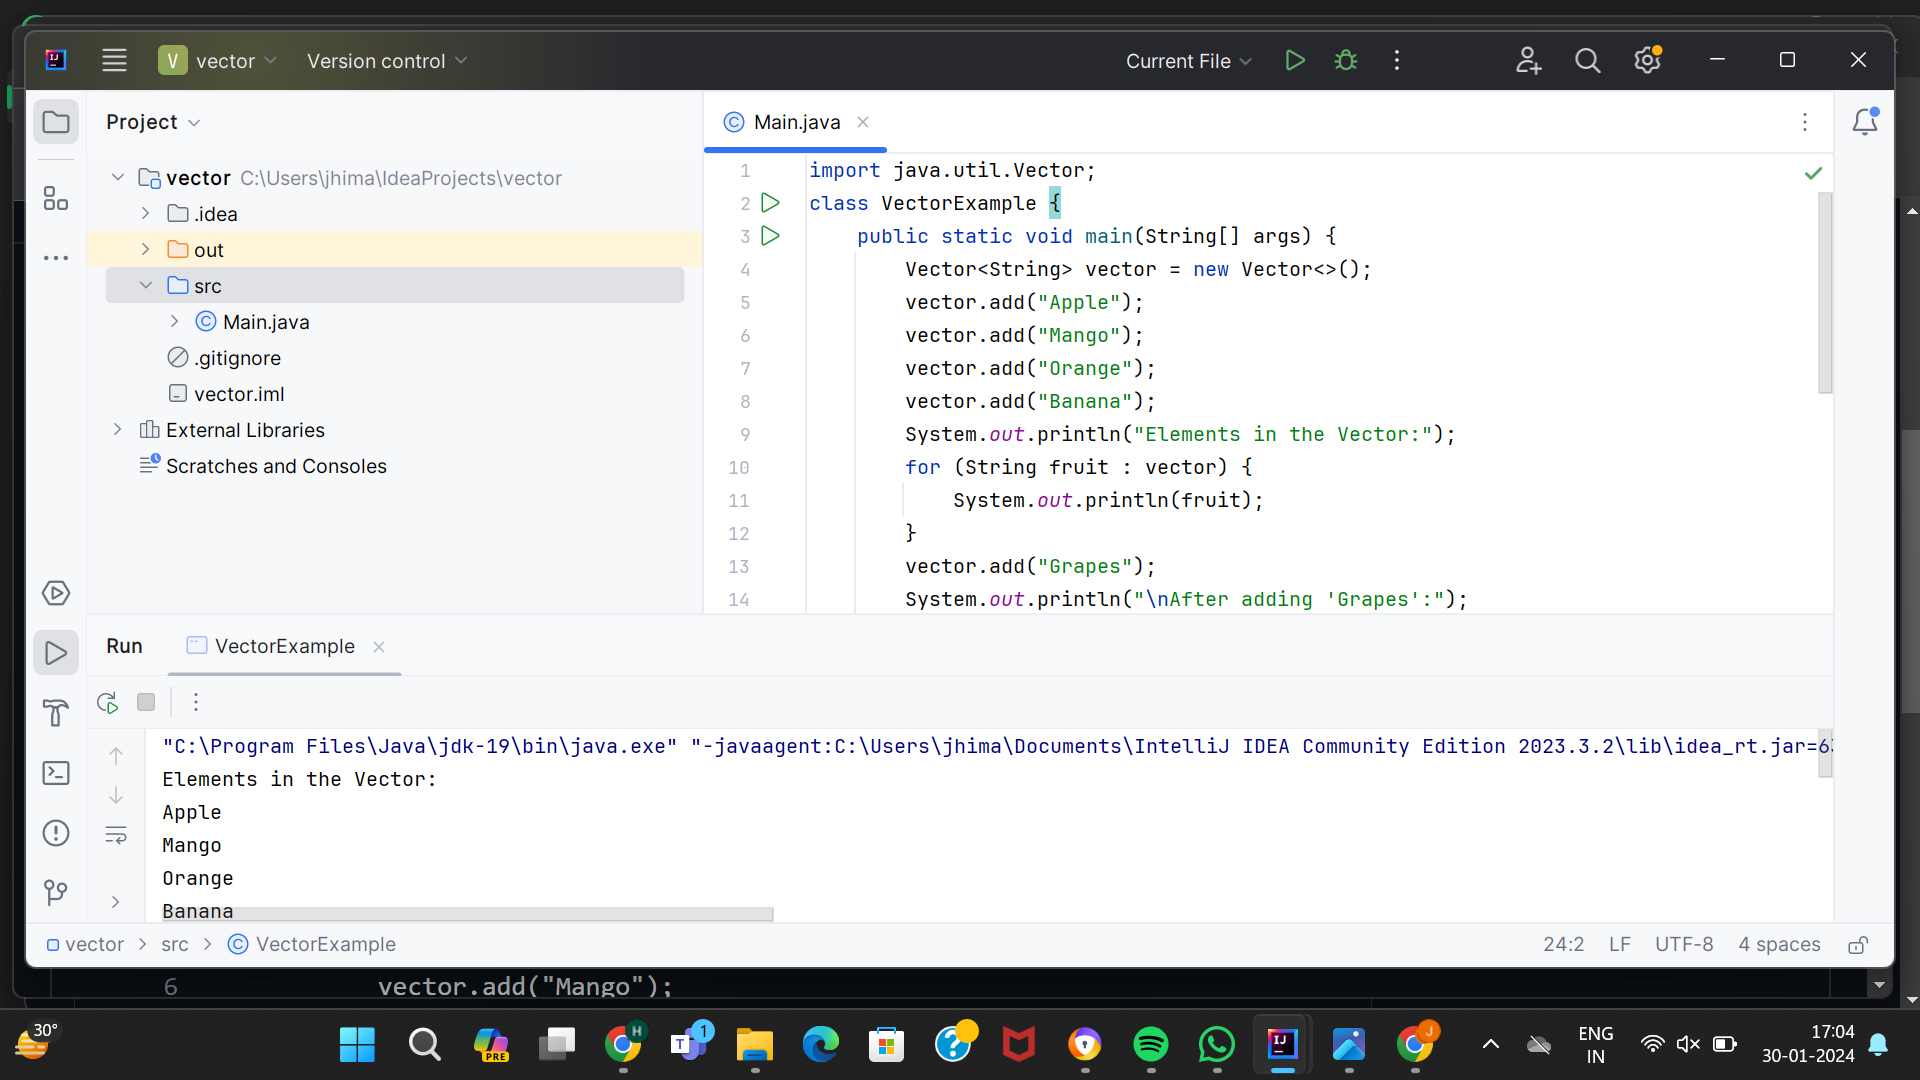 vector
Version control
Current File
Project
Main.java
vector C:\Users\jhima\IdeaProjects\vector
.idea
out
src
Main.java
.gitignore
vector.iml
External Libraries
Scratches and Consoles
1 import java.util.Vector;
2 class VectorExample {
3 public static void main(String[] args) {
4 Vector<String> vector = new Vector<>();
5 vector.add("Apple");
6 vector.add("Mango");
7 vector.add("Orange");
8 vector.add("Banana");
9 System.out.println("Elements in the Vector:");
10 for (String fruit : vector) {
11 System.out.println(fruit);
12 }
13 vector.add("Grapes");
14 System.out.println("\nAfter adding 'Grapes':");
Run VectorExample
"C:\Program Files\Java\jdk-19\bin\java.exe" "-javaagent:C:\Users\jhima\Documents\IntelliJ IDEA Community Edition 2023.3.2\lib\idea_rt.jar=6
Elements in the Vector:
Apple
Mango
Orange
Banana
vector > src > VectorExample
24:2 LF UTF-8 4 spaces
6 vector.add("Mango");
30°
PRE
1
ENG
IN
17:04
30-01-2024